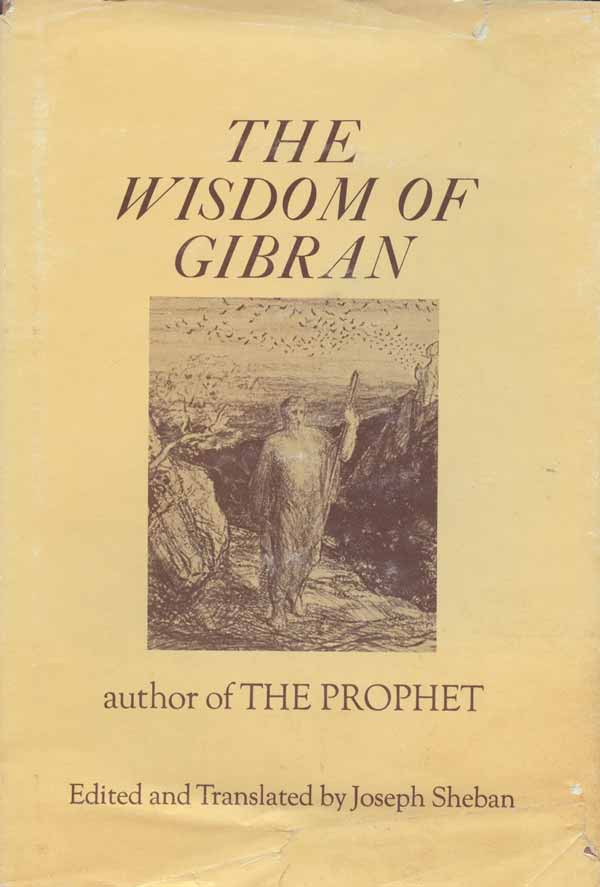 THE
WISDOM OF
GIBRAN
author of THE PROPHET
Edited and Translated by Joseph Sheban